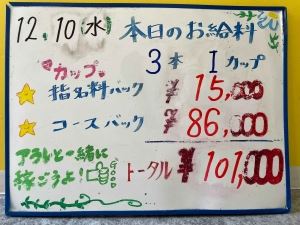 12.10(水) 本日のお給料
3本 Iカップ
"カップ。
指名料バック ¥15,000
コースバック ¥86,000
アラレと一緒に
稼ごうよ!
トータル ¥101,000